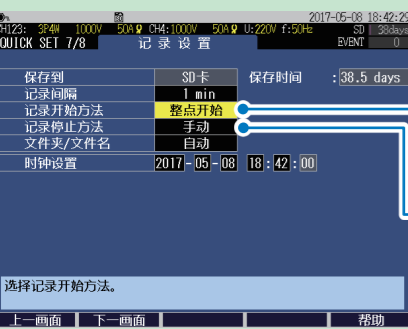 2017-05-08 18:42:29
CH123: 3P4W 1000V 50A CH4:1000V 50A U:220V f:50Hz SD 38days
QUICK SET 7/8 记录设置 EVENT 0
保存到 SD卡 保存时间 :38.5 days
记录间隔 1 min
记录开始方法 整点开始
记录停止方法 手动
文件夹/文件名 自动
时钟设置 2017-05-08 18:42:00
选择记录开始方法。
上一画面 下一画面 帮助